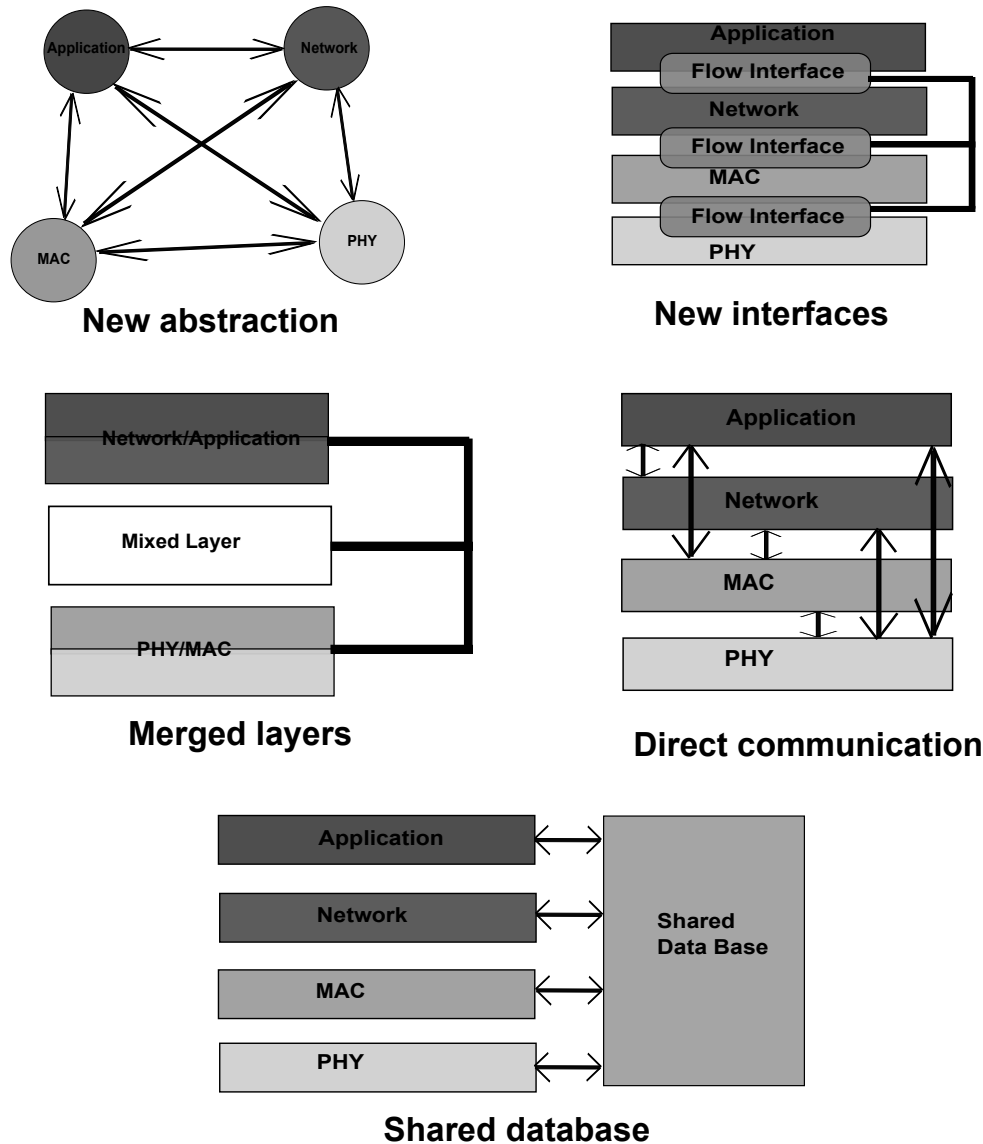 Application
Network
MAC
PHY
New abstraction
Application
Flow Interface
Network
Flow Interface
MAC
Flow Interface
PHY
New interfaces
Network/Application
Mixed Layer
PHY/MAC
Merged layers
Application
Network
MAC
PHY
Direct communication
Application
Network
MAC
PHY
Shared
Data Base
Shared database